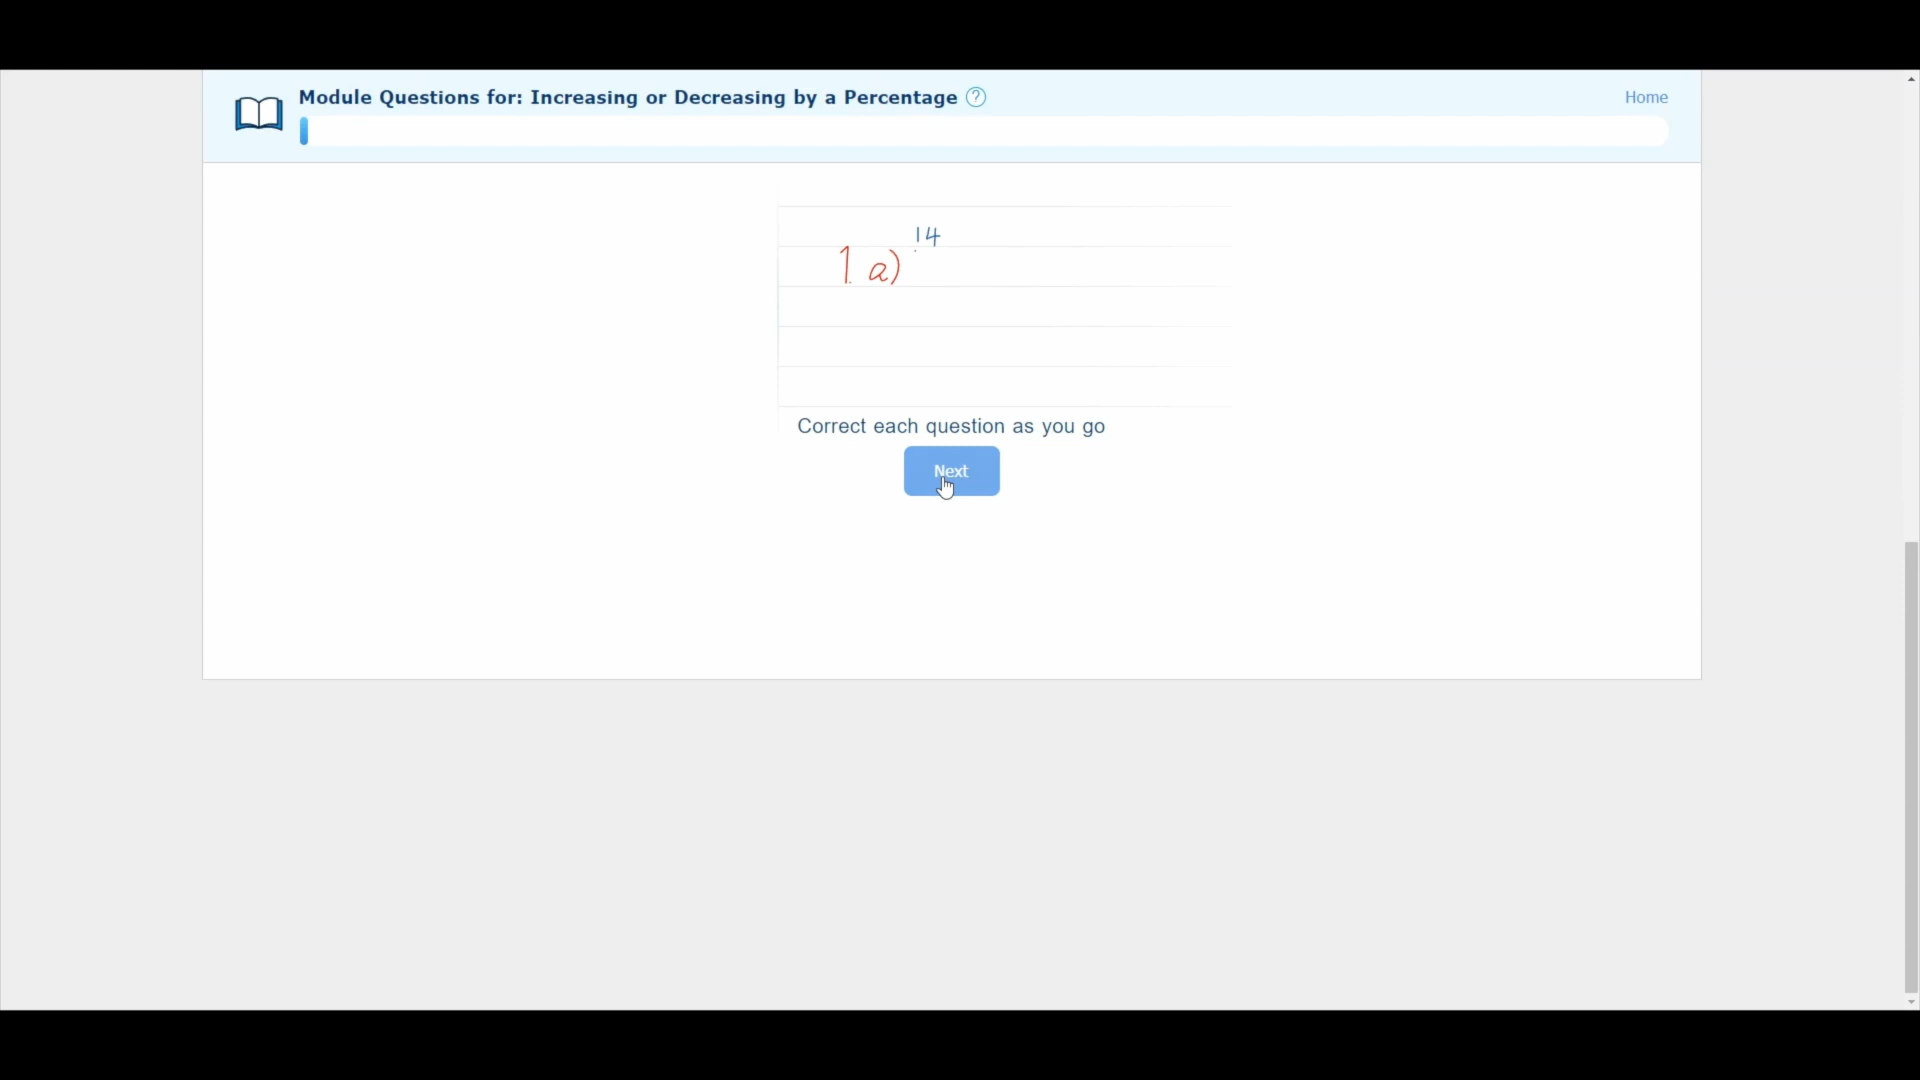 Module Questions for: Increasing or Decreasing by a Percentage ?
Home
14
1. a)
Correct each question as you go
Next